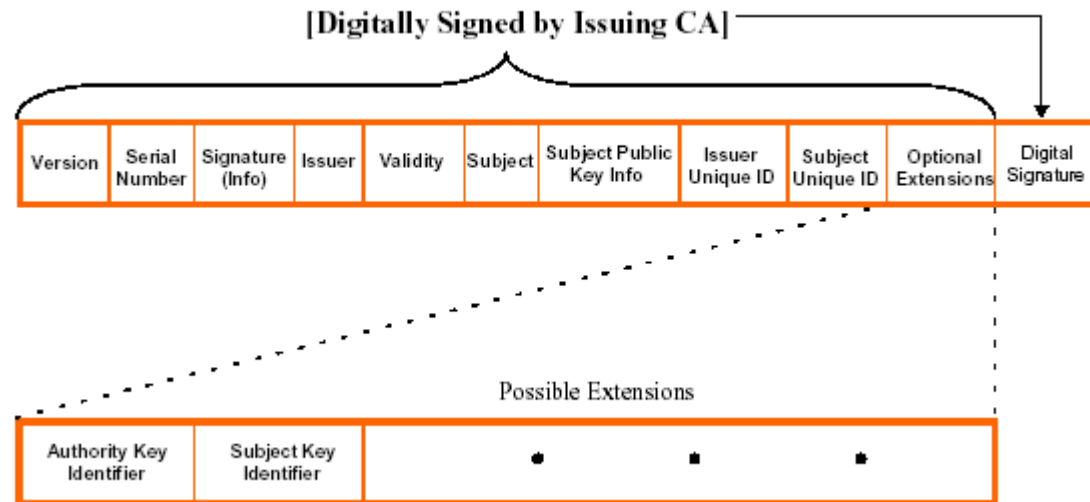 [Digitally Signed by Issuing CA]
Version
Serial
Number
Signature
(Info)
Issuer
Validity
Subject
Subject Public
Key Info
Issuer
Unique ID
Subject
Unique ID
Optional
Extensions
Digital
Signature
Possible Extensions
Authority Key
Identifier
Subject Key
Identifier